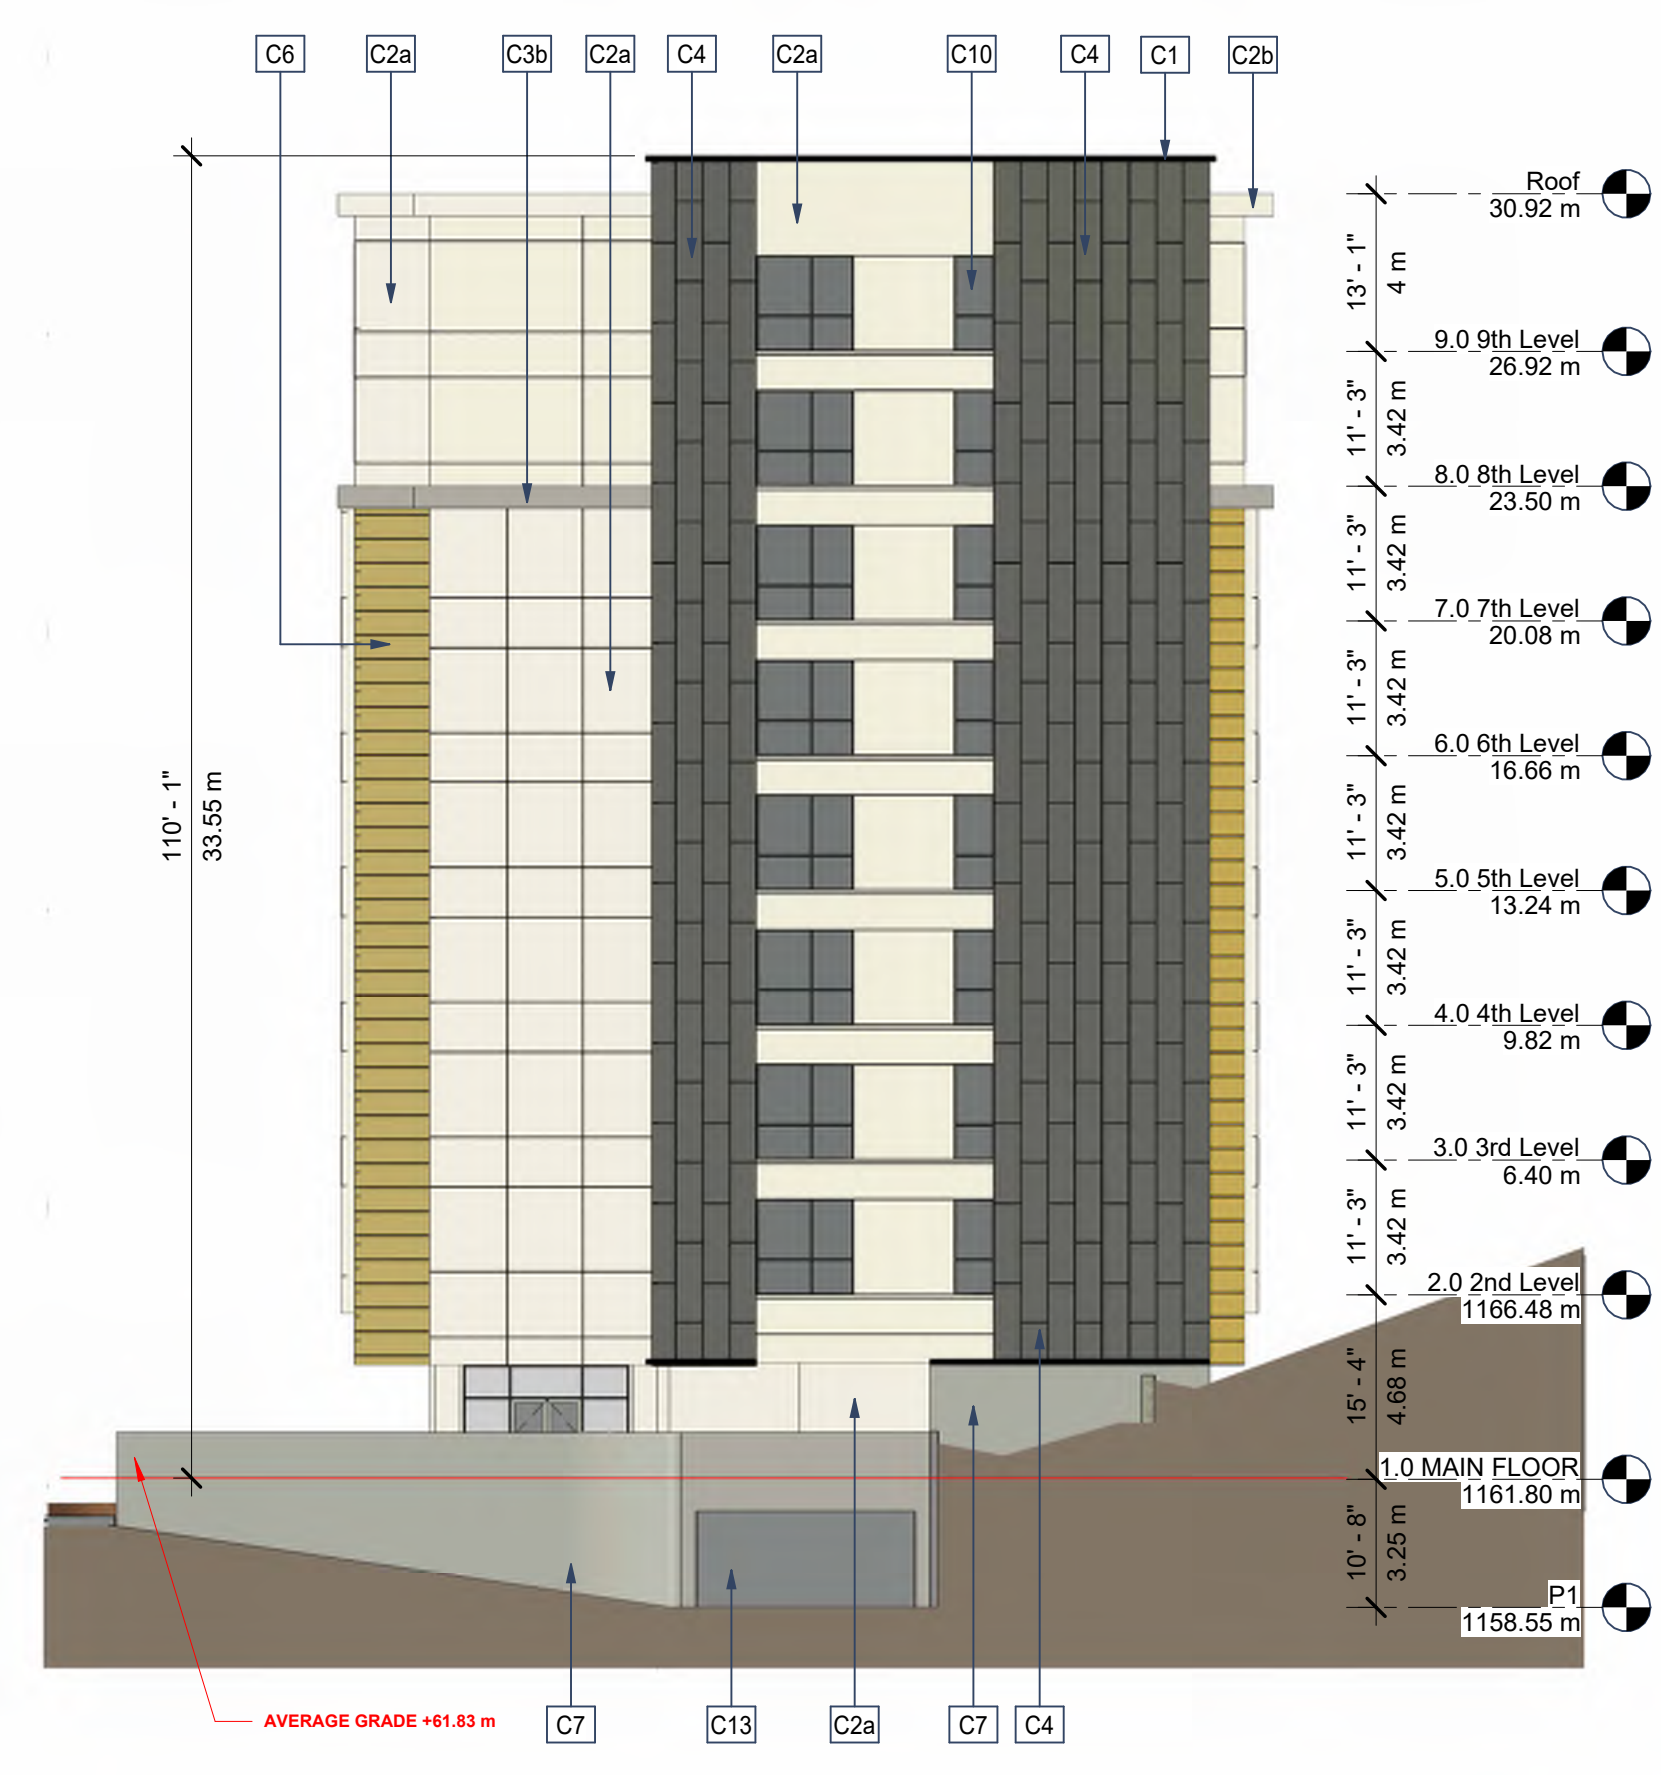 C6
C2a
C3b
C2a
C4
C2a
C10
C4
C1
C2b
Roof
30.92 m
13' - 1"
4 m
9.0 9th Level
26.92 m
11' - 3"
3.42 m
8.0 8th Level
23.50 m
11' - 3"
3.42 m
7.0 7th Level
20.08 m
11' - 3"
3.42 m
6.0 6th Level
16.66 m
110' - 1"
33.55 m
11' - 3"
3.42 m
5.0 5th Level
13.24 m
11' - 3"
3.42 m
4.0 4th Level
9.82 m
11' - 3"
3.42 m
3.0 3rd Level
6.40 m
11' - 3"
3.42 m
2.0 2nd Level
1166.48 m
15' - 4"
4.68 m
1.0 MAIN FLOOR
1161.80 m
10' - 8"
3.25 m
P1
1158.55 m
AVERAGE GRADE +61.83 m
C7
C13
C2a
C7
C4